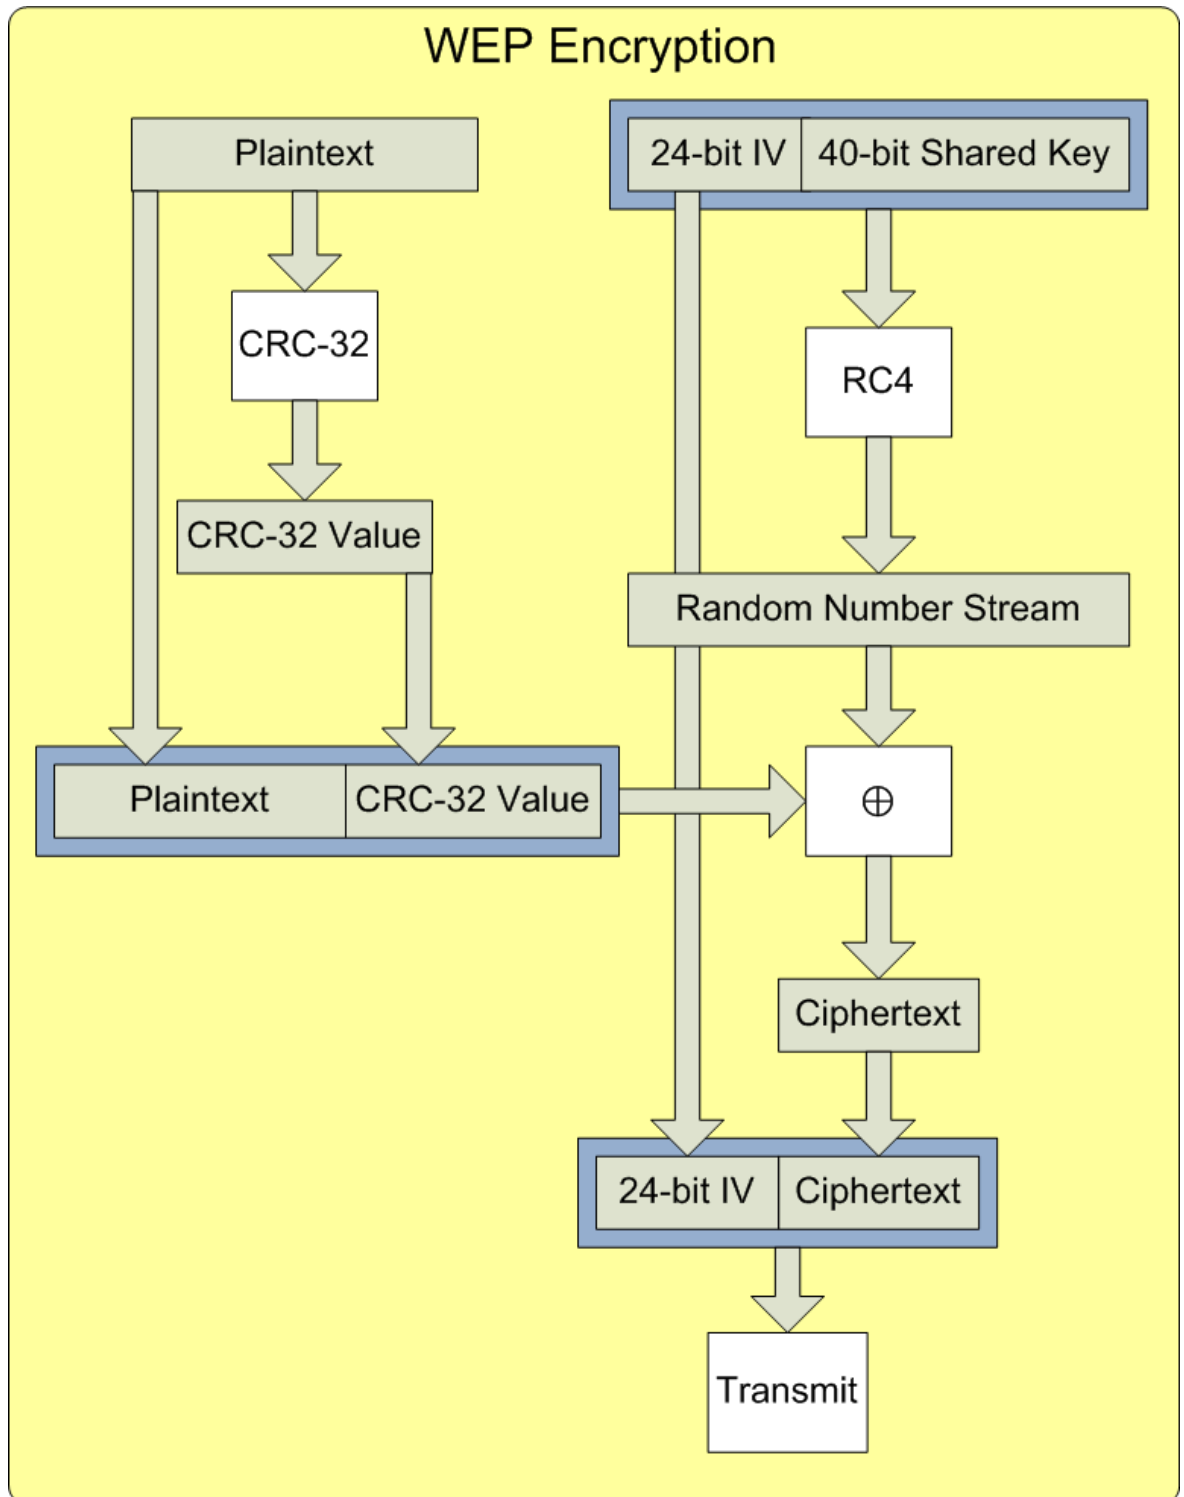 WEP Encryption
Plaintext
24-bit IV
40-bit Shared Key
CRC-32
RC4
CRC-32 Value
Random Number Stream
Plaintext
CRC-32 Value
⊕
Ciphertext
24-bit IV
Ciphertext
Transmit